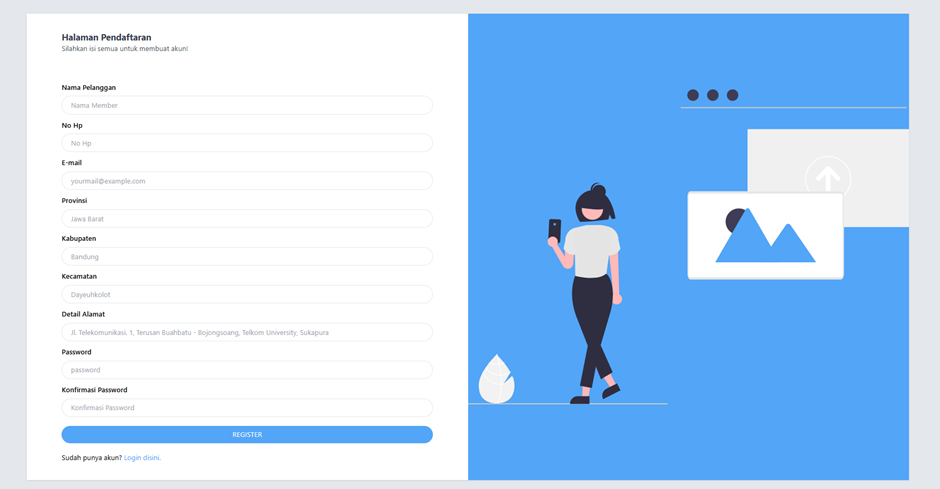 Halaman Pendaftaran
Silahkan isi semua untuk membuat akun!
Nama Pelanggan
Nama Member
No Hp
No Hp
E-mail
yourmail@example.com
Provinsi
Jawa Barat
Kabupaten
Bandung
Kecamatan
Dayeuhkolot
Detail Alamat
Jl. Telekomunikasi. 1, Terusan Buahbatu - Bojongsoang, Telkom University, Sukapura
Password
password
Konfirmasi Password
Konfirmasi Password
REGISTER
Sudah punya akun? Login disini.